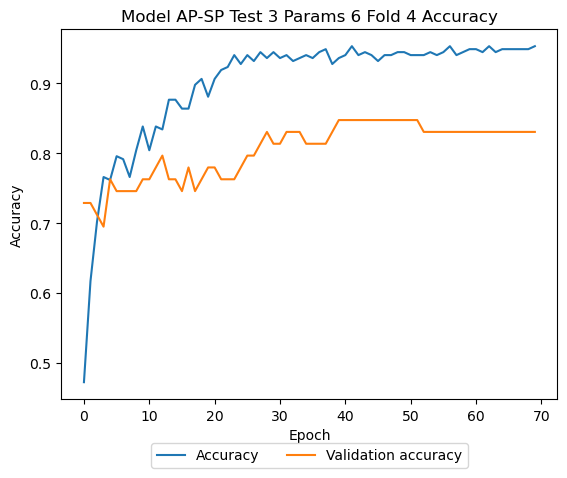 Model AP-SP Test 3 Params 6 Fold 4 Accuracy
Accuracy
0.9
0.8
0.7
0.6
0.5
0 10 20 30 40 50 60 70
Epoch
Accuracy Validation accuracy